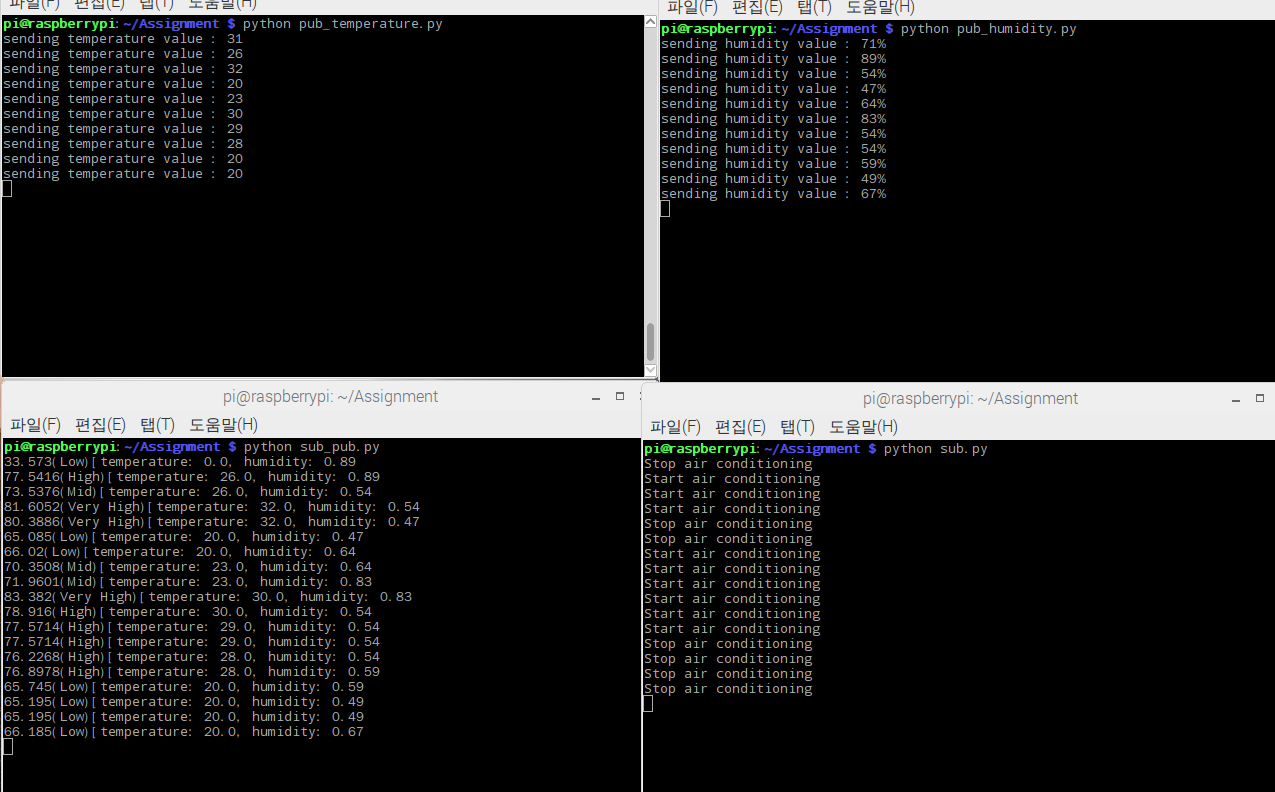 파일(F) 편집(E) 탭(T) 도움말(H)
pi@raspberrypi:~/Assignment $ python pub_temperature.py
sending temperature value : 31
sending temperature value : 26
sending temperature value : 32
sending temperature value : 20
sending temperature value : 23
sending temperature value : 30
sending temperature value : 29
sending temperature value : 28
sending temperature value : 20
sending temperature value : 20
파일(F) 편집(E) 탭(T) 도움말(H)
pi@raspberrypi:~/Assignment $ python pub_humidity.py
sending humidity value : 71%
sending humidity value : 89%
sending humidity value : 54%
sending humidity value : 47%
sending humidity value : 64%
sending humidity value : 83%
sending humidity value : 54%
sending humidity value : 54%
sending humidity value : 59%
sending humidity value : 49%
sending humidity value : 67%
pi@raspberrypi: ~/Assignment
파일(F) 편집(E) 탭(T) 도움말(H)
pi@raspberrypi:~/Assignment $ python sub_pub.py
33.573(Low)[temperature: 0.0, humidity: 0.89
77.5416(High)[temperature: 26.0, humidity: 0.89
73.5376(Mid)[temperature: 26.0, humidity: 0.54
81.6052(Very High)[temperature: 32.0, humidity: 0.54
80.3886(Very High)[temperature: 32.0, humidity: 0.47
65.085(Low)[temperature: 20.0, humidity: 0.47
66.02(Low)[temperature: 20.0, humidity: 0.64
70.3508(Mid)[temperature: 23.0, humidity: 0.64
71.9601(Mid)[temperature: 23.0, humidity: 0.83
83.382(Very High)[temperature: 30.0, humidity: 0.83
78.916(High)[temperature: 30.0, humidity: 0.54
77.5714(High)[temperature: 29.0, humidity: 0.54
77.5714(High)[temperature: 29.0, humidity: 0.54
76.2268(High)[temperature: 28.0, humidity: 0.54
76.8978(High)[temperature: 28.0, humidity: 0.59
65.745(Low)[temperature: 20.0, humidity: 0.59
65.195(Low)[temperature: 20.0, humidity: 0.49
65.195(Low)[temperature: 20.0, humidity: 0.49
66.185(Low)[temperature: 20.0, humidity: 0.67
pi@raspberrypi: ~/Assignment
파일(F) 편집(E) 탭(T) 도움말(H)
pi@raspberrypi:~/Assignment $ python sub.py
Stop air conditioning
Start air conditioning
Start air conditioning
Start air conditioning
Stop air conditioning
Stop air conditioning
Start air conditioning
Start air conditioning
Start air conditioning
Start air conditioning
Start air conditioning
Start air conditioning
Stop air conditioning
Stop air conditioning
Stop air conditioning
Stop air conditioning